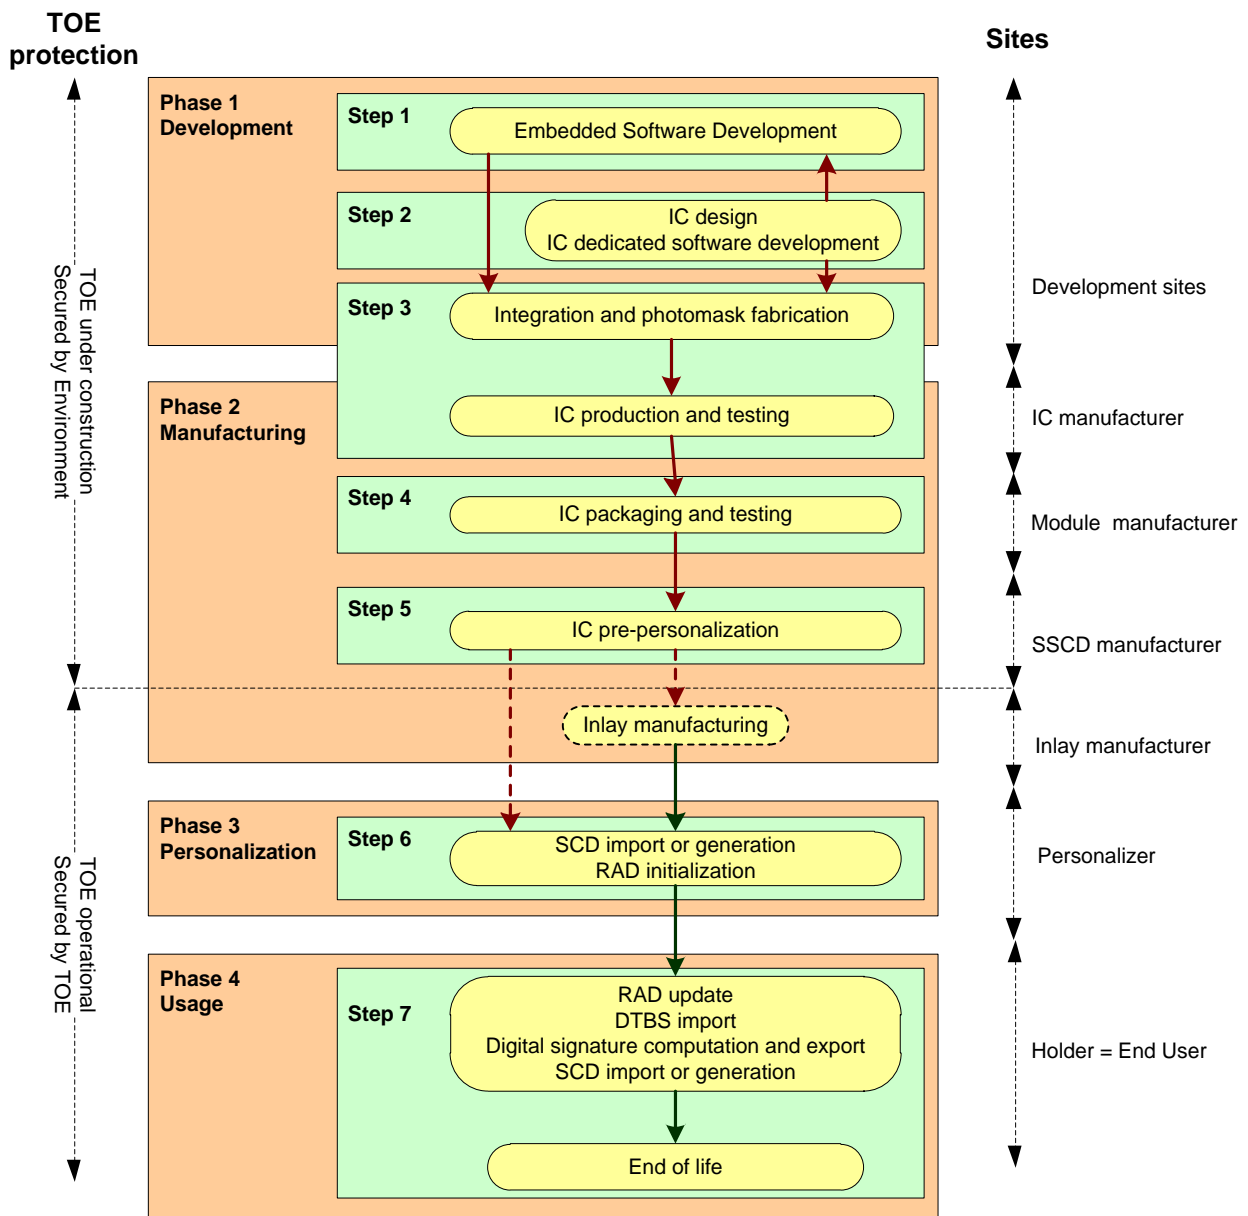 TOE
protection
Sites
Phase 1
Development
Step 1
Embedded Software Development
Step 2
IC design
IC dedicated software development
Step 3
Integration and photomask fabrication
Development sites
TOE under construction
Secured by Environment
Phase 2
Manufacturing
IC production and testing
IC manufacturer
Step 4
IC packaging and testing
Module manufacturer
Step 5
IC pre-personalization
SSCD manufacturer
Inlay manufacturing
Inlay manufacturer
Phase 3
Personalization
Step 6
SCD import or generation
RAD initialization
Personalizer
TOE operational
Secured by TOE
Phase 4
Usage
Step 7
RAD update
DTBS import
Digital signature computation and export
SCD import or generation
Holder = End User
End of life